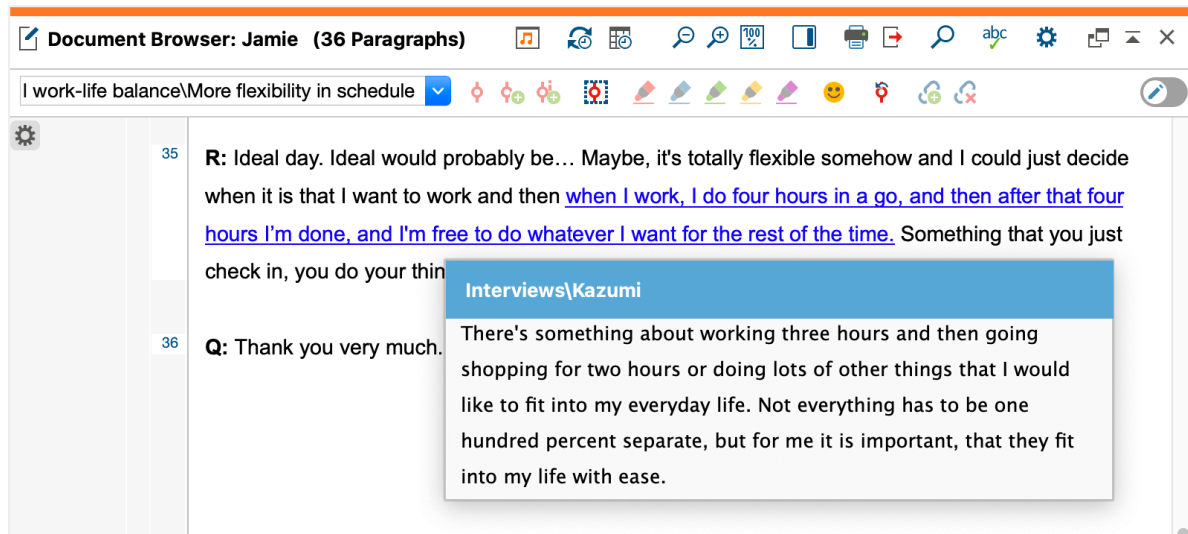 Document Browser: Jamie (36 Paragraphs)
100
%
abc
l work-life balance\More flexibility in schedule
35
R: Ideal day. Ideal would probably be… Maybe, it's totally flexible somehow and I could just decide
when it is that I want to work and then when I work, I do four hours in a go, and then after that four
hours I’m done, and I'm free to do whatever I want for the rest of the time. Something that you just
check in, you do your thin
Interviews\Kazumi
There's something about working three hours and then going
shopping for two hours or doing lots of other things that I would
like to fit into my everyday life. Not everything has to be one
hundred percent separate, but for me it is important, that they fit
into my life with ease.
36
Q: Thank you very much.